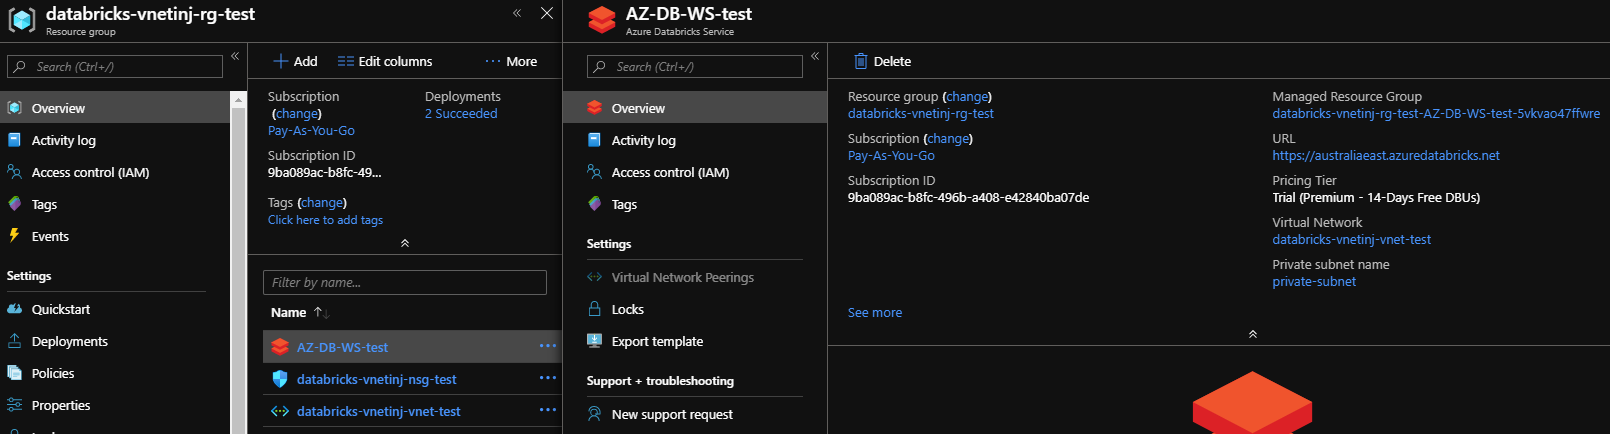 databricks-vnetinj-rg-test
Resource group
Search (Ctrl+/)
Overview
Activity log
Access control (IAM)
Tags
Events
Settings
Quickstart
Deployments
Policies
Properties
Add
Edit columns
More
Subscription
(change)
Pay-As-You-Go
Subscription ID
9ba089ac-b8fc-49...
Tags (change)
Click here to add tags
Deployments
2 Succeeded
Filter by name...
Name
AZ-DB-WS-test
databricks-vnetinj-nsg-test
databricks-vnetinj-vnet-test
AZ-DB-WS-test
Azure Databricks Service
Search (Ctrl+/)
Overview
Activity log
Access control (IAM)
Tags
Settings
Virtual Network Peerings
Locks
Export template
Support + troubleshooting
New support request
Delete
Resource group (change)
databricks-vnetinj-rg-test
Subscription (change)
Pay-As-You-Go
Subscription ID
9ba089ac-b8fc-496b-a408-e42840ba07de
See more
Managed Resource Group
databricks-vnetinj-rg-test-AZ-DB-WS-test-5vkvao47ffwre
URL
https://australiaeast.azuredatabricks.net
Pricing Tier
Trial (Premium - 14-Days Free DBUs)
Virtual Network
databricks-vnetinj-vnet-test
Private subnet name
private-subnet